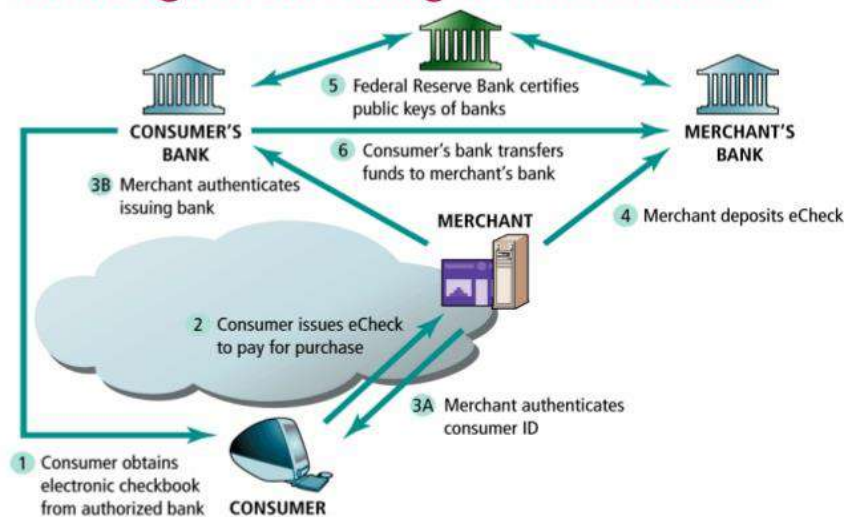 5 Federal Reserve Bank certifies
public keys of banks
CONSUMER'S
BANK
MERCHANT'S
BANK
6 Consumer's bank transfers
funds to merchant's bank
3B Merchant authenticates
issuing bank
MERCHANT
4 Merchant deposits eCheck
2 Consumer issues eCheck
to pay for purchase
3A Merchant authenticates
consumer ID
1 Consumer obtains
electronic checkbook
from authorized bank
CONSUMER